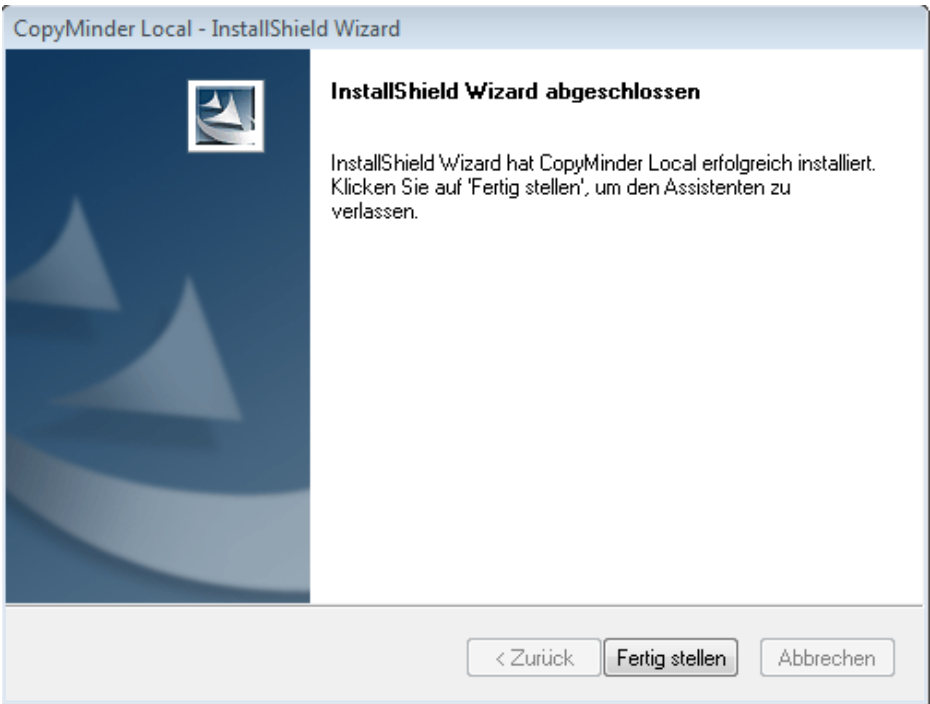 CopyMinder Local - InstallShield Wizard
InstallShield Wizard abgeschlossen
InstallShield Wizard hat CopyMinder Local erfolgreich installiert.
Klicken Sie auf 'Fertig stellen', um den Assistenten zu
verlassen.
< Zurück Fertig stellen Abbrechen